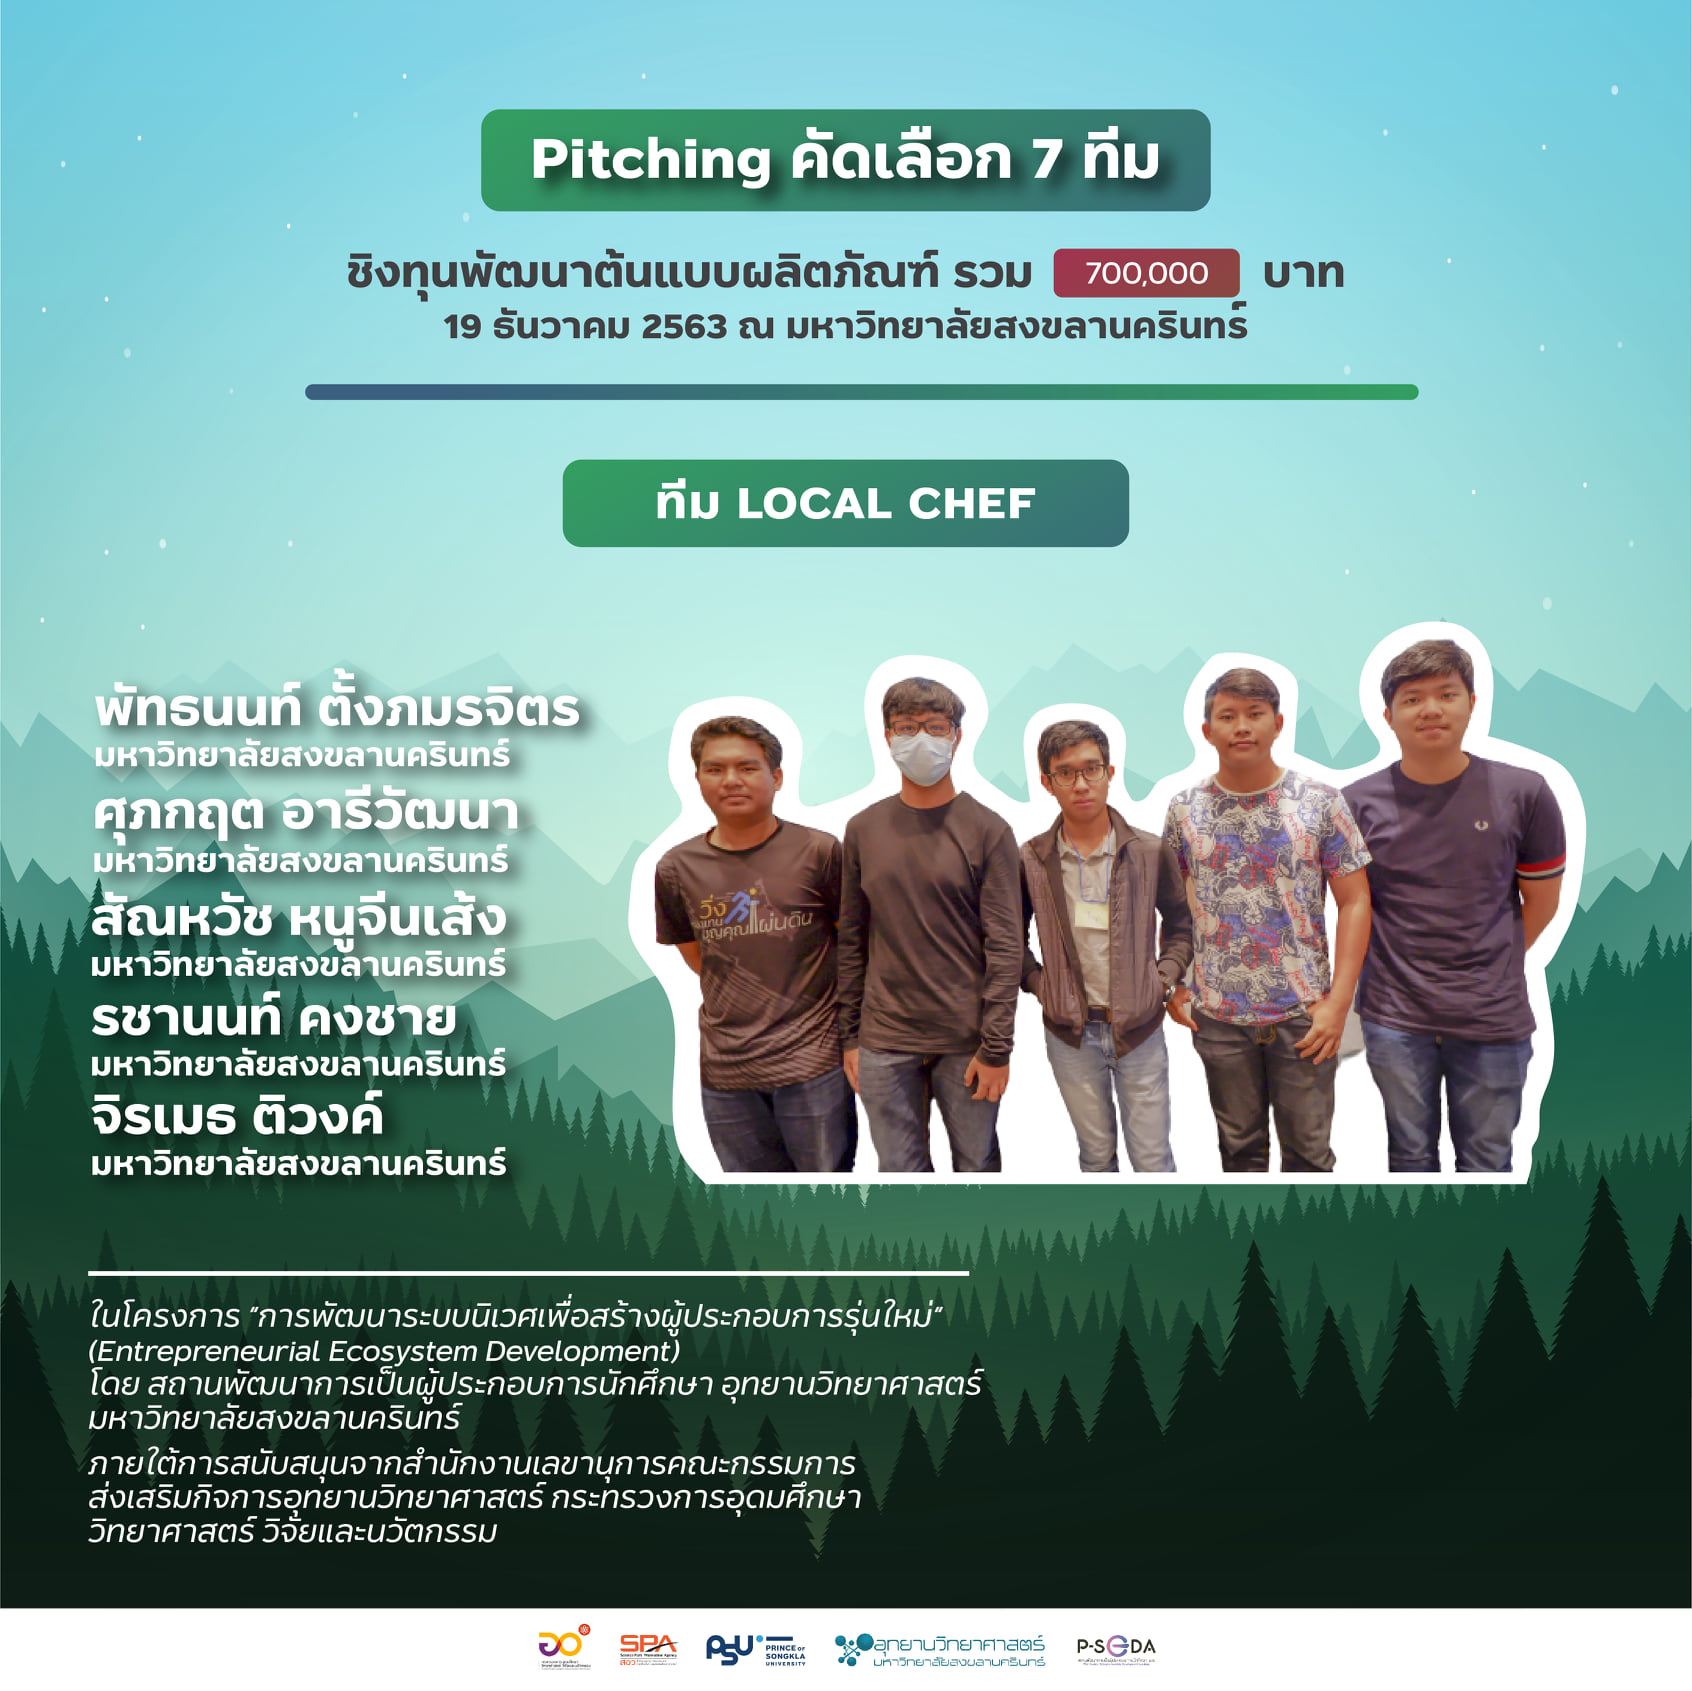 Pitching คัดเลือก 7 ทีม
ชิงทุนพัฒนาต้นแบบผลิตภัณฑ์ รวม 700,000 บาท
19 ธันวาคม 2563 ณ มหาวิทยาลัยสงขลานครินทร์
ทีม LOCAL CHEF
พัทธนนท์ ตั้งภมรจิตร
มหาวิทยาลัยสงขลานครินทร์
ศุภกฤต อารีวัฒนา
มหาวิทยาลัยสงขลานครินทร์
สัณหวัช หนูจีนเส้ง
มหาวิทยาลัยสงขลานครินทร์
รชานนท์ คงชาย
มหาวิทยาลัยสงขลานครินทร์
จิรเมธ ติวงค์
มหาวิทยาลัยสงขลานครินทร์
วิ่ง
คุณแผ่นดิน
ในโครงการ "การพัฒนาระบบนิเวศเพื่อสร้างผู้ประกอบการรุ่นใหม่"
(Entrepreneurial Ecosystem Development)
โดย สถานพัฒนาการเป็นผู้ประกอบการนักศึกษา อุทยานวิทยาศาสตร์
มหาวิทยาลัยสงขลานครินทร์
ภายใต้การสนับสนุนจากสำนักงานเลขานุการคณะกรรมการ
ส่งเสริมกิจการอุทยานวิทยาศาสตร์ กระทรวงการอุดมศึกษา
วิทยาศาสตร์ วิจัยและนวัตกรรม
SPA
Science Park Promotion Agency
สอว
PSU
PRINCE OF
SONGKLA
UNIVERSITY
อุทยานวิทยาศาสตร์
มหาวิทยาลัยสงขลานครินทร์
P-SEDA